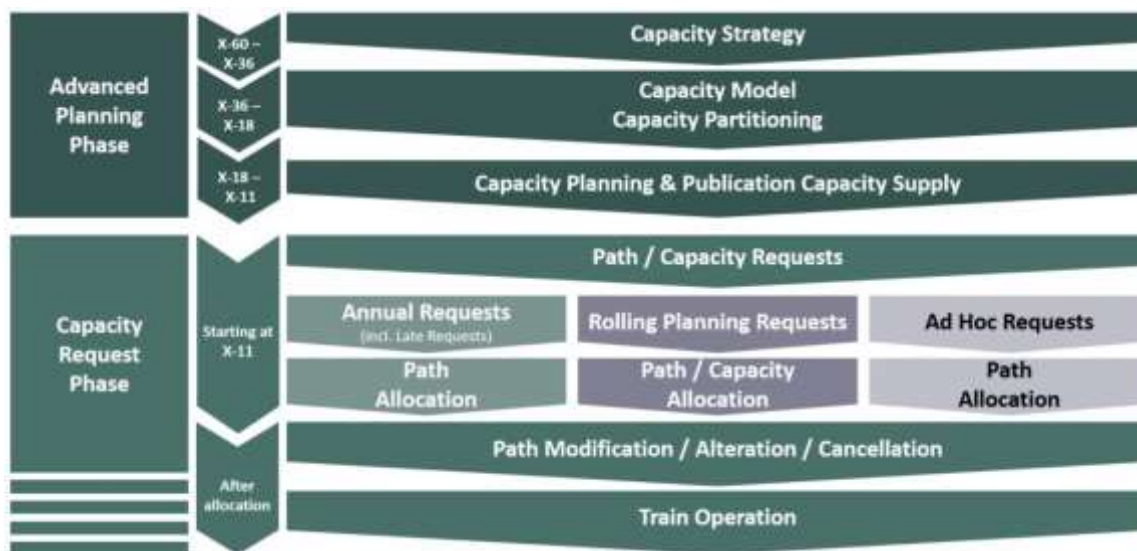 Advanced
Planning
Phase
X-60 –
X-36
Capacity Strategy
X-36 –
X-18
Capacity Model
Capacity Partitioning
X-18 –
X-11
Capacity Planning & Publication Capacity Supply
Capacity
Request
Phase
Starting at
X-11
Path / Capacity Requests
Annual Requests
(incl. Late Requests)
Rolling Planning Requests
Ad Hoc Requests
Path
Allocation
Path / Capacity
Allocation
Path
Allocation
After
allocation
Path Modification / Alteration / Cancellation
Train Operation